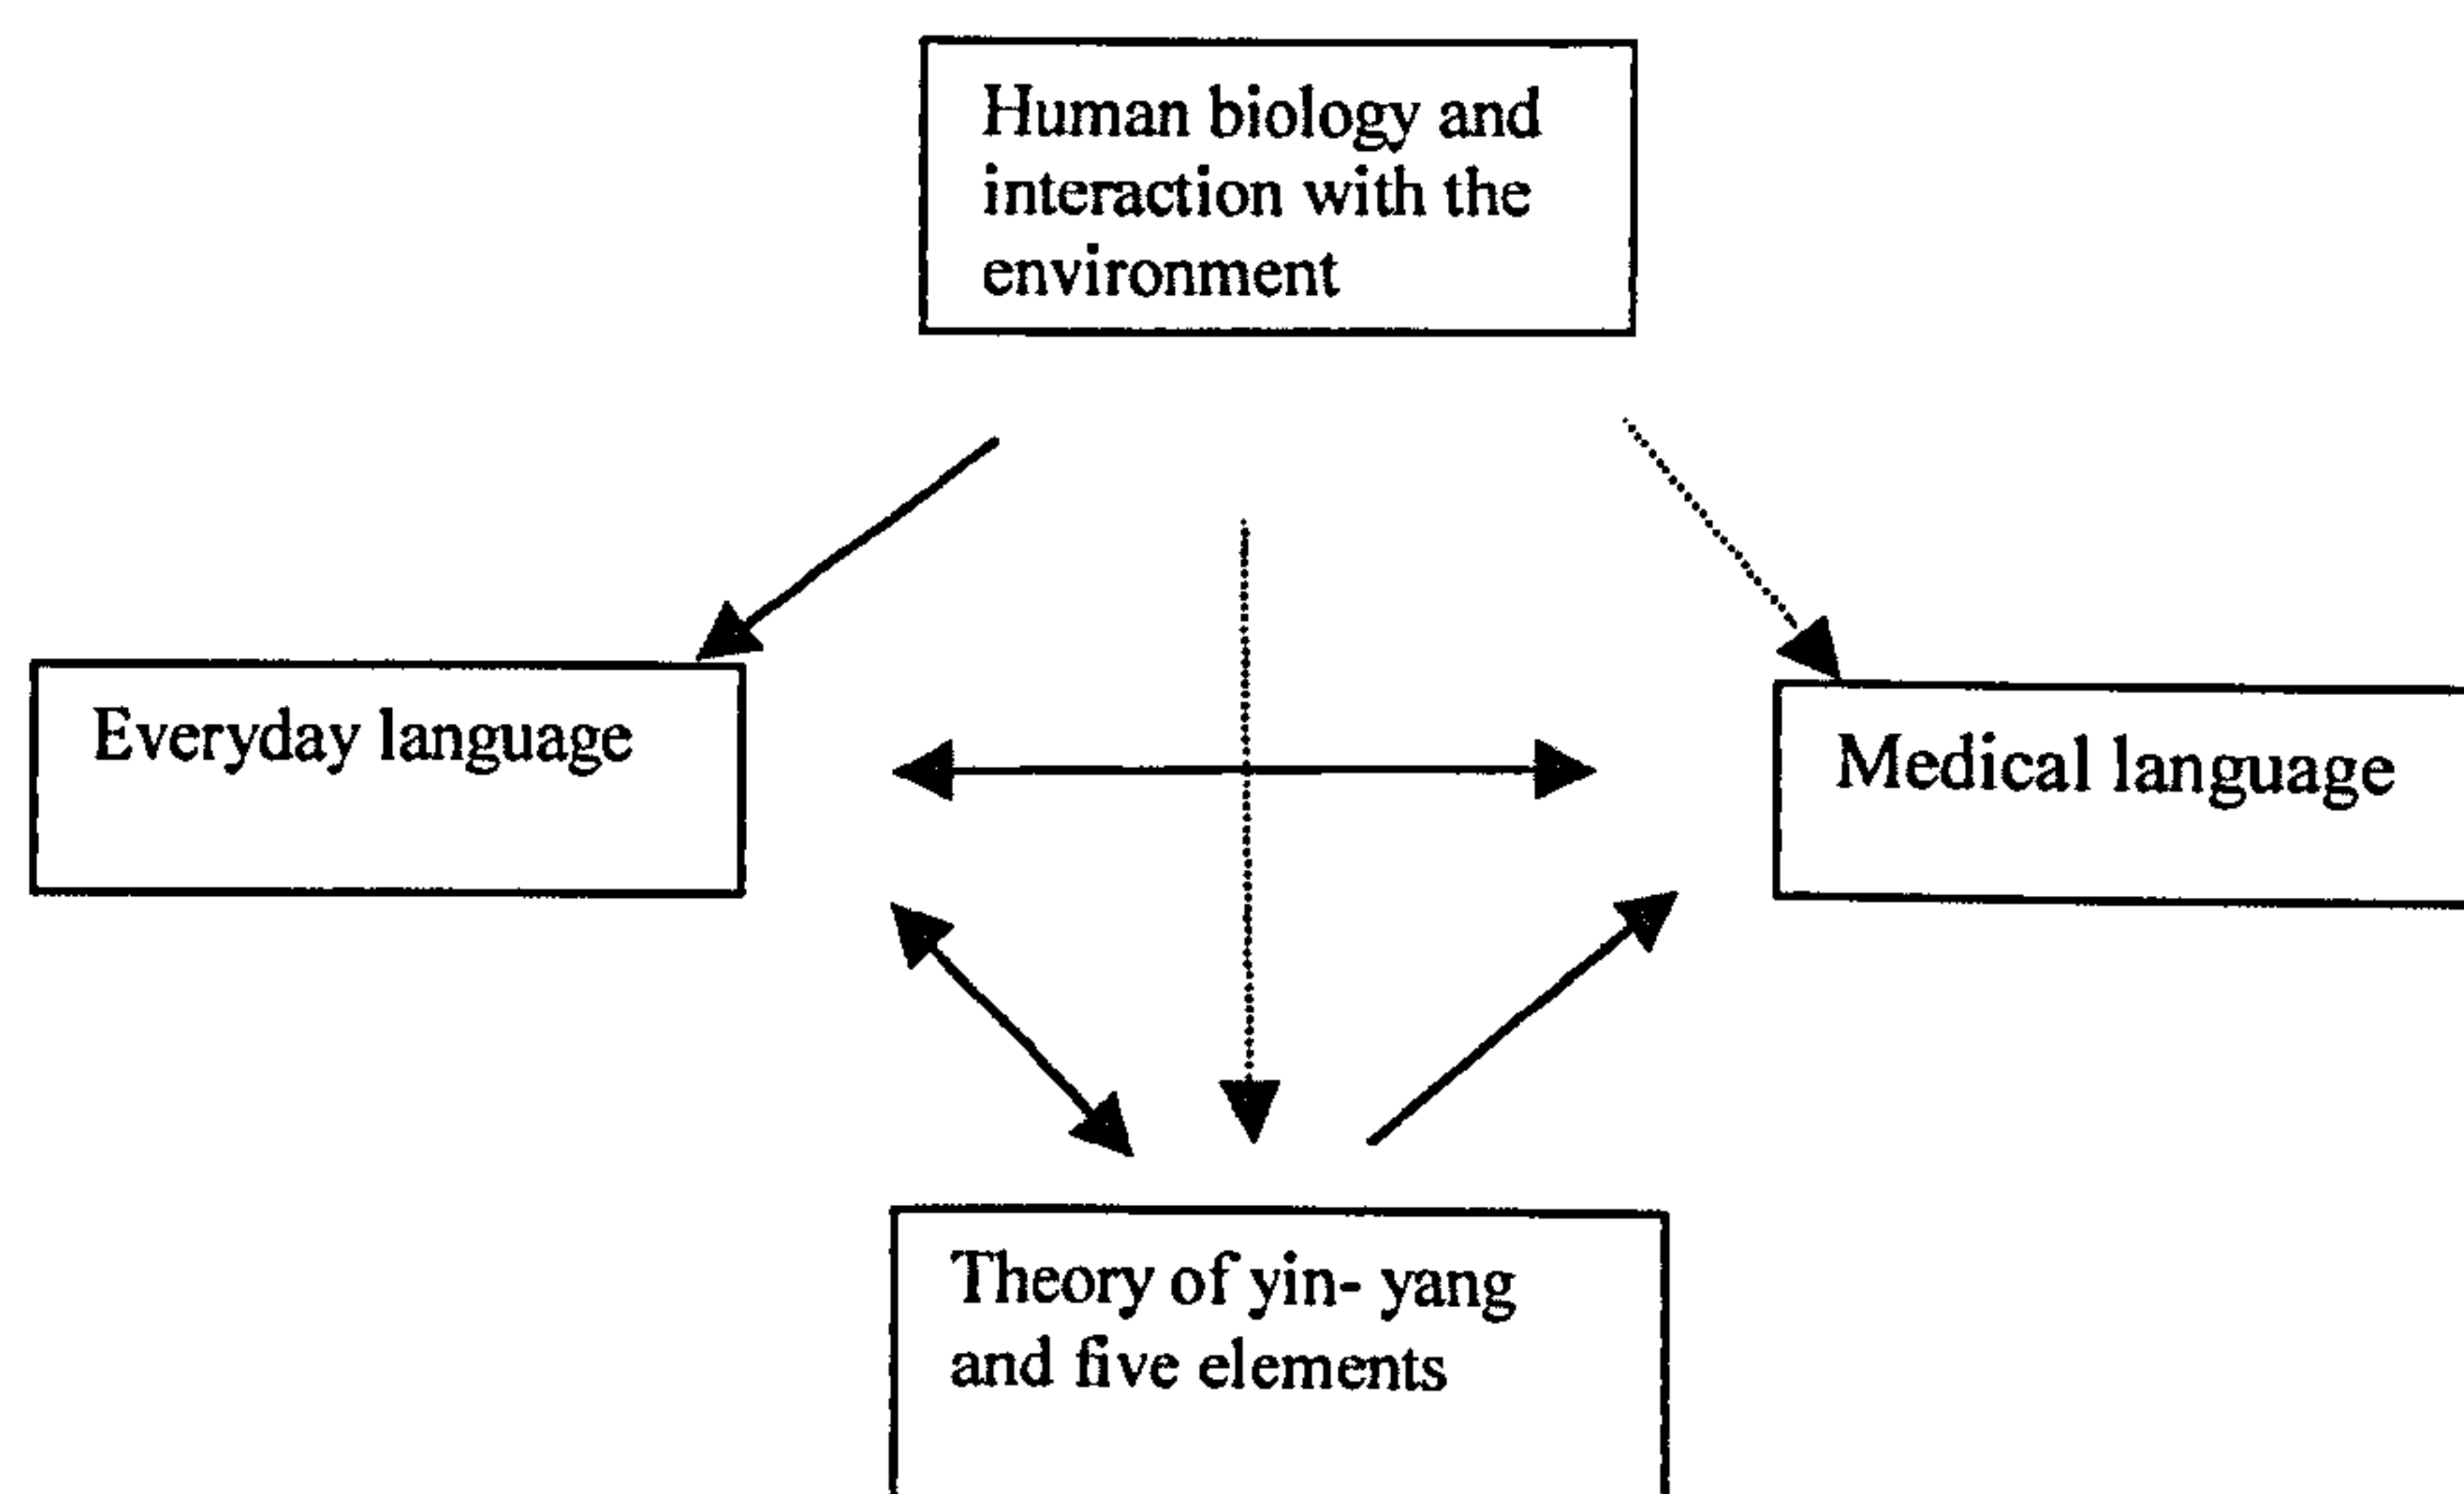 Human biology and
interaction with the
environment
Everyday language
Medical language
Theory of yin- yang
and five elements